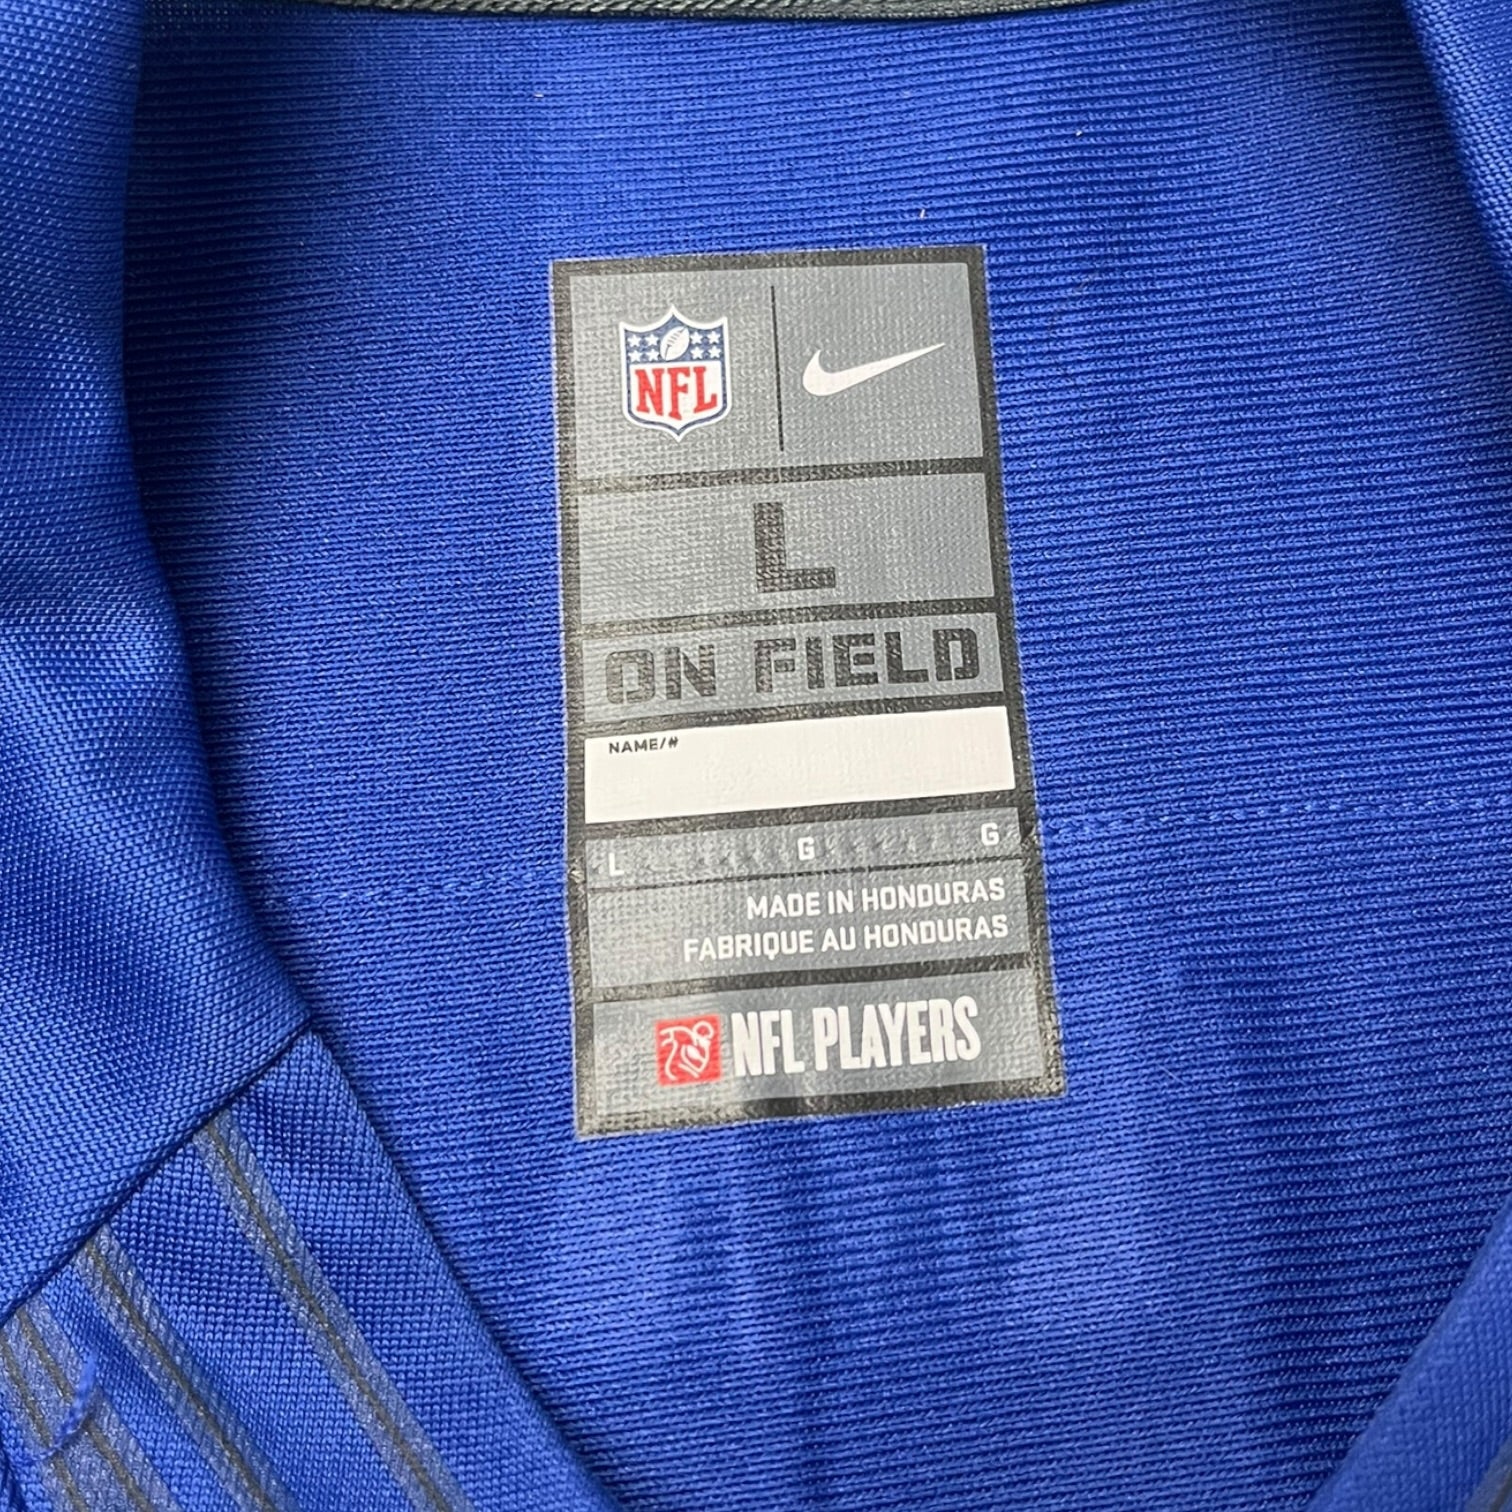 NFL
L
ON FIELD
NAME/#
L G G
MADE IN HONDURAS
FABRIQUE AU HONDURAS
NFL PLAYERS